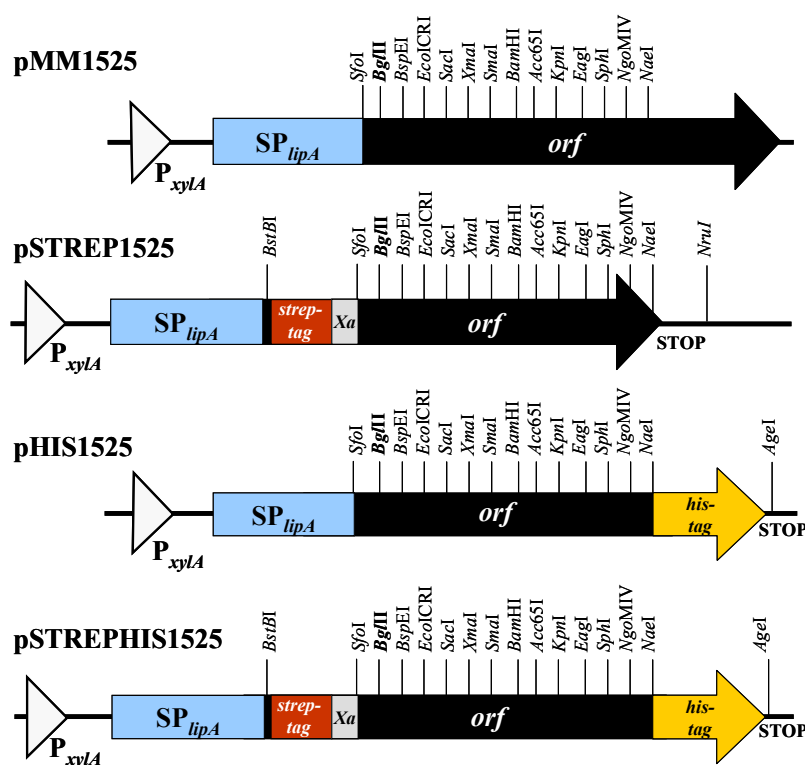 pMM1525
SfoI
BglII
BspEI
EcoICRI
SacI
XmaI
SmaI
BamHI
Acc65I
KpnI
EagI
SphI
NgoMIV
NaeI
SPlipA
orf
PxylA
pSTREP1525
BstBI
SfoI
BglII
BspEI
EcoICRI
SacI
XmaI
SmaI
BamHI
Acc65I
KpnI
EagI
SphI
NgoMIV
NaeI
NruI
SPlipA
strep-
tag
Xa
orf
PxylA
STOP
pHIS1525
SfoI
BglII
BspEI
EcoICRI
SacI
XmaI
SmaI
BamHI
Acc65I
KpnI
EagI
SphI
NgoMIV
NaeI
AgeI
SPlipA
orf
his-
tag
PxylA
STOP
pSTREPHIS1525
BstBI
SfoI
BglII
BspEI
EcoICRI
SacI
XmaI
SmaI
BamHI
Acc65I
KpnI
EagI
SphI
NgoMIV
NaeI
AgeI
SPlipA
strep-
tag
Xa
orf
his-
tag
PxylA
STOP